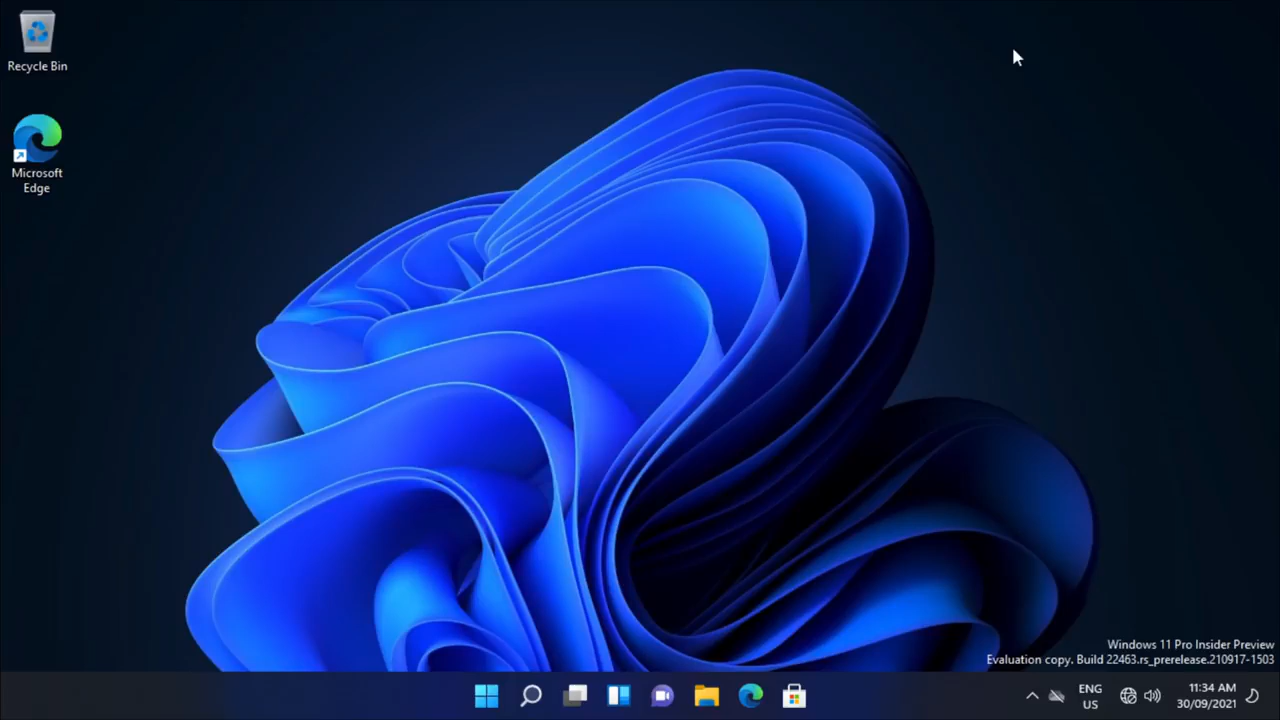 Recycle Bin
Microsoft
Edge
Windows 11 Pro Insider Preview
Evaluation copy. Build 22463.rs_prerelease.210917-1503
ENG
US
11:34 AM
30/09/2021